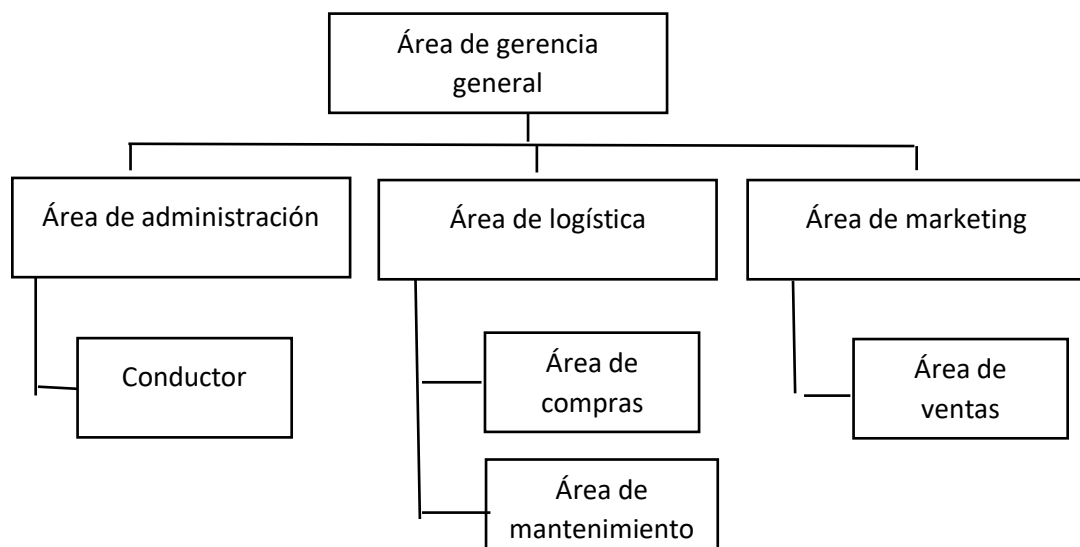 Área de gerencia
general
Área de administración
Área de logística
Área de marketing
Conductor
Área de
compras
Área de
ventas
Área de
mantenimiento